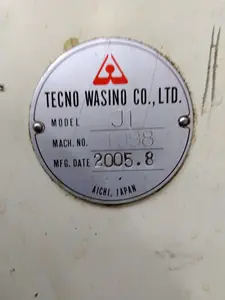 TECNO WASINO CO., LTD.
MODEL J1
MACH. NO.
MFG. DATE 2005.8
AICHI, JAPAN